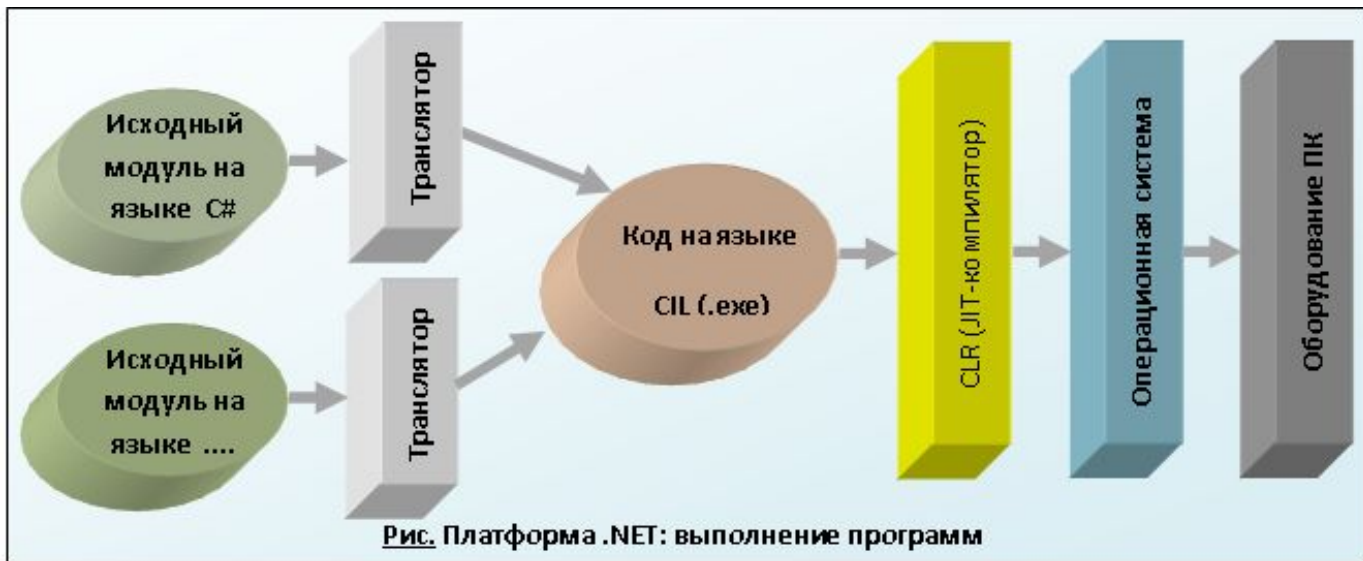 Исходный
модуль на
языке C#
Транслятор
Исходный
модуль на
языке ....
Транслятор
Код на языке
CIL (.exe)
CLR (JIT-компилятор)
Операционная система
Оборудование ПК
Рис. Платформа .NET: выполнение программ